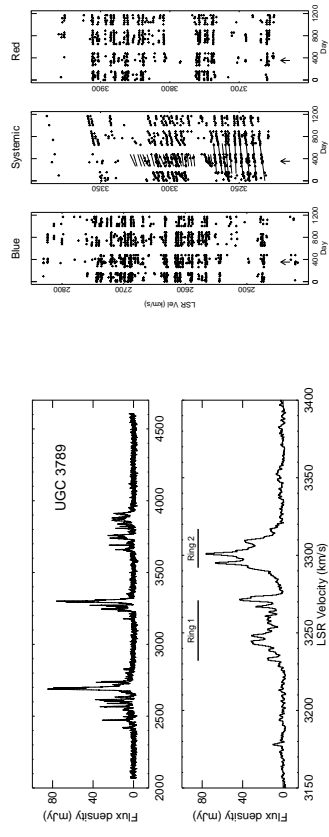 UGC 3789
Flux density (mJy)
80
40
0
2000 2500 3000 3500 4000 4500
Ring 1
Ring 2
Flux density (mJy)
80
40
0
3150 3200 3250 3300 3350 3400
LSR Velocity (km/s)
Blue
LSR Vel (km/s)
2800
2700
2600
2500
0 400 800 1200
Day
Systemic
3350
3300
3250
0 400 800 1200
Day
Red
3900
3800
3700
0 400 800 1200
Day